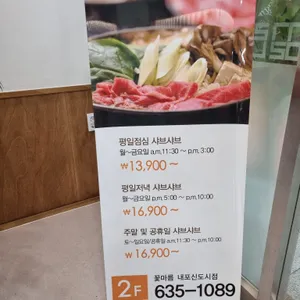 평일점심 샤브샤브
월~금요일 a.m,11:30 ~ p.m, 3:00
₩13,900 ~
평일저녁 샤브샤브
월~금요일 p.m, 5:00 ~ p.m,10:00
₩16,900 ~
주말 및 공휴일 샤브샤브
토~일요일/공휴일 a.m,11:30 ~ p.m,10:00
₩16,900 ~
2F
꽃마름 내포신도시점
635-1089